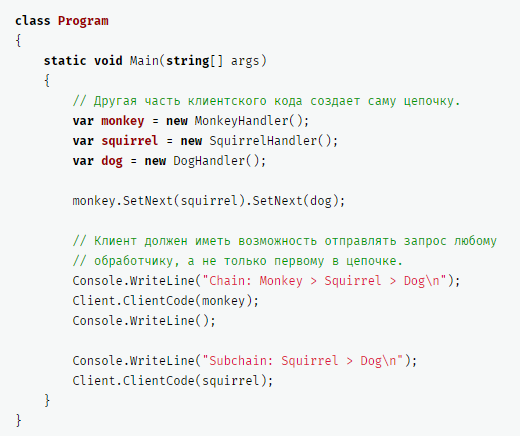 class Program
{
    static void Main(string[] args)
    {
        // Другая часть клиентского кода создает саму цепочку.
        var monkey = new MonkeyHandler();
        var squirrel = new SquirrelHandler();
        var dog = new DogHandler();

        monkey.SetNext(squirrel).SetNext(dog);

        // Клиент должен иметь возможность отправлять запрос любому
        // обработчику, а не только первому в цепочке.
        Console.WriteLine("Chain: Monkey > Squirrel > Dog\n");
        Client.ClientCode(monkey);
        Console.WriteLine();

        Console.WriteLine("Subchain: Squirrel > Dog\n");
        Client.ClientCode(squirrel);
    }
}